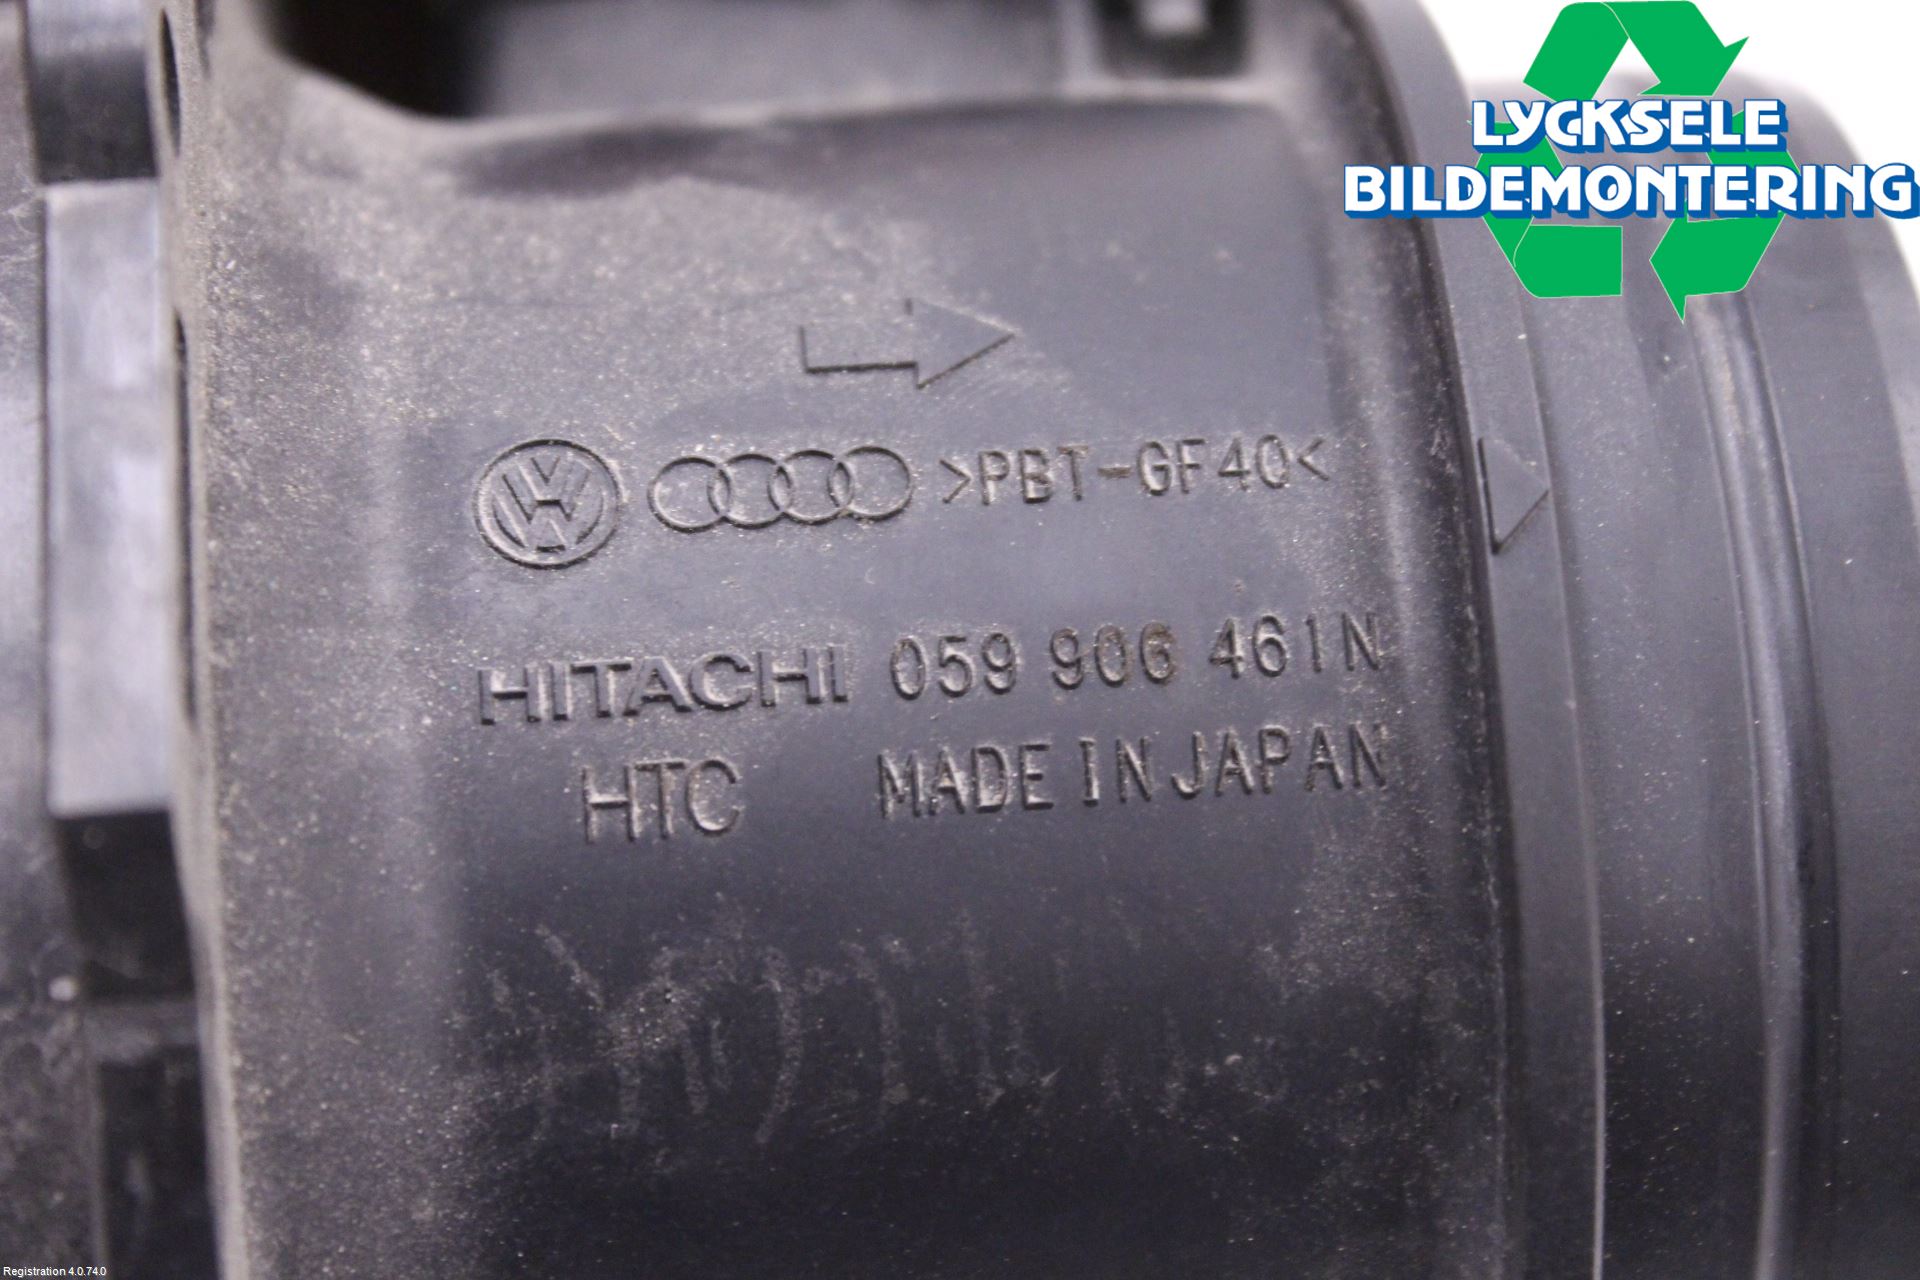 LYCKSELE
BILDEMONTERING
>PBT-GF40<
HITACHI 059 906 461N
HTC MADE IN JAPAN
Registration 4.0.74.0